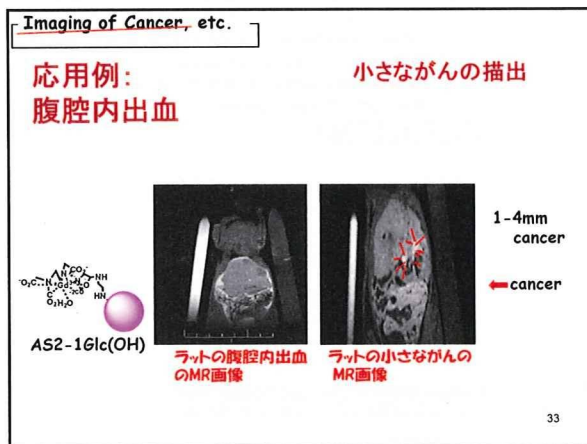 Imaging of Cancer, etc.
応用例:
腹腔内出血
小さながんの描出
1-4mm
cancer
cancer
AS2-1Glc(OH)
ラットの腹腔内出血
のMR画像
ラットの小さながんの
MR画像
33